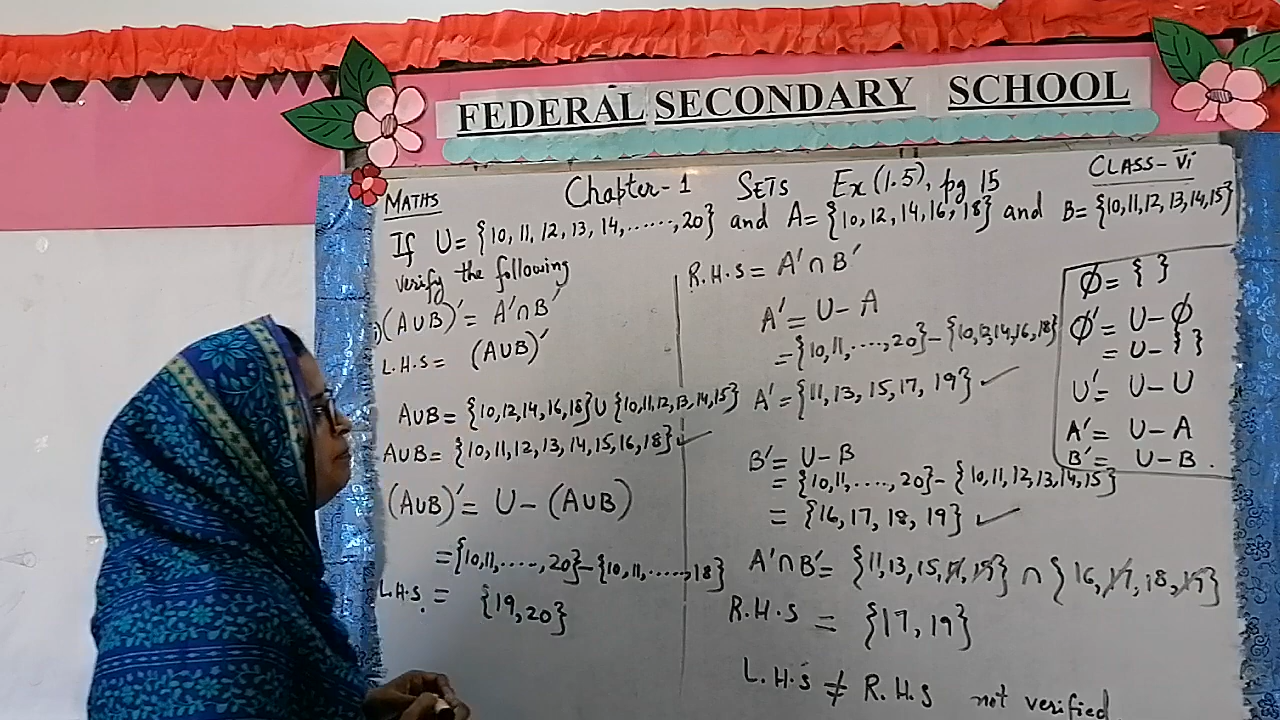 FEDERAL SECONDARY SCHOOL
MATHS
Chapter-1 SETS Ex (1.5), pg 15
CLASS-Vi
If U= {10, 11, 12, 13, 14, ......, 20} and A= {10, 12, 14, 16, 18} and B= {10,11,12, 13,14,15}
verify the following
i) (A∪B)′= A′∩B′
L.H.S= (A∪B)′
A∪B= {10,12,14,16,18}∪{10,11,12,13,14,15}
A∪B= {10,11,12,13, 14,15,16,18} ✓
(A∪B)′= U-(A∪B)
={10,11,.....,20}-{10,11,.....,18}
L.H.S. = {19,20}
R.H.S = A′∩B′
A′= U-A
={10,11,....,20}-{10,12,14,16,18}
A′= {11,13, 15,17, 19} ✓
B′= U-B
= {10,11,....,20}-{10,11,12,13,14,15}
= {16,17,18,19} ✓
A′∩B′= {11,13,15,17,19} ∩ {16,17,18,19}
R.H.S = {17,19}
L.H.S ≠ R.H.S not verified
ϕ= { }
ϕ′= U-ϕ
= U-{ }
U′= U-U
A′= U-A
B′= U-B.